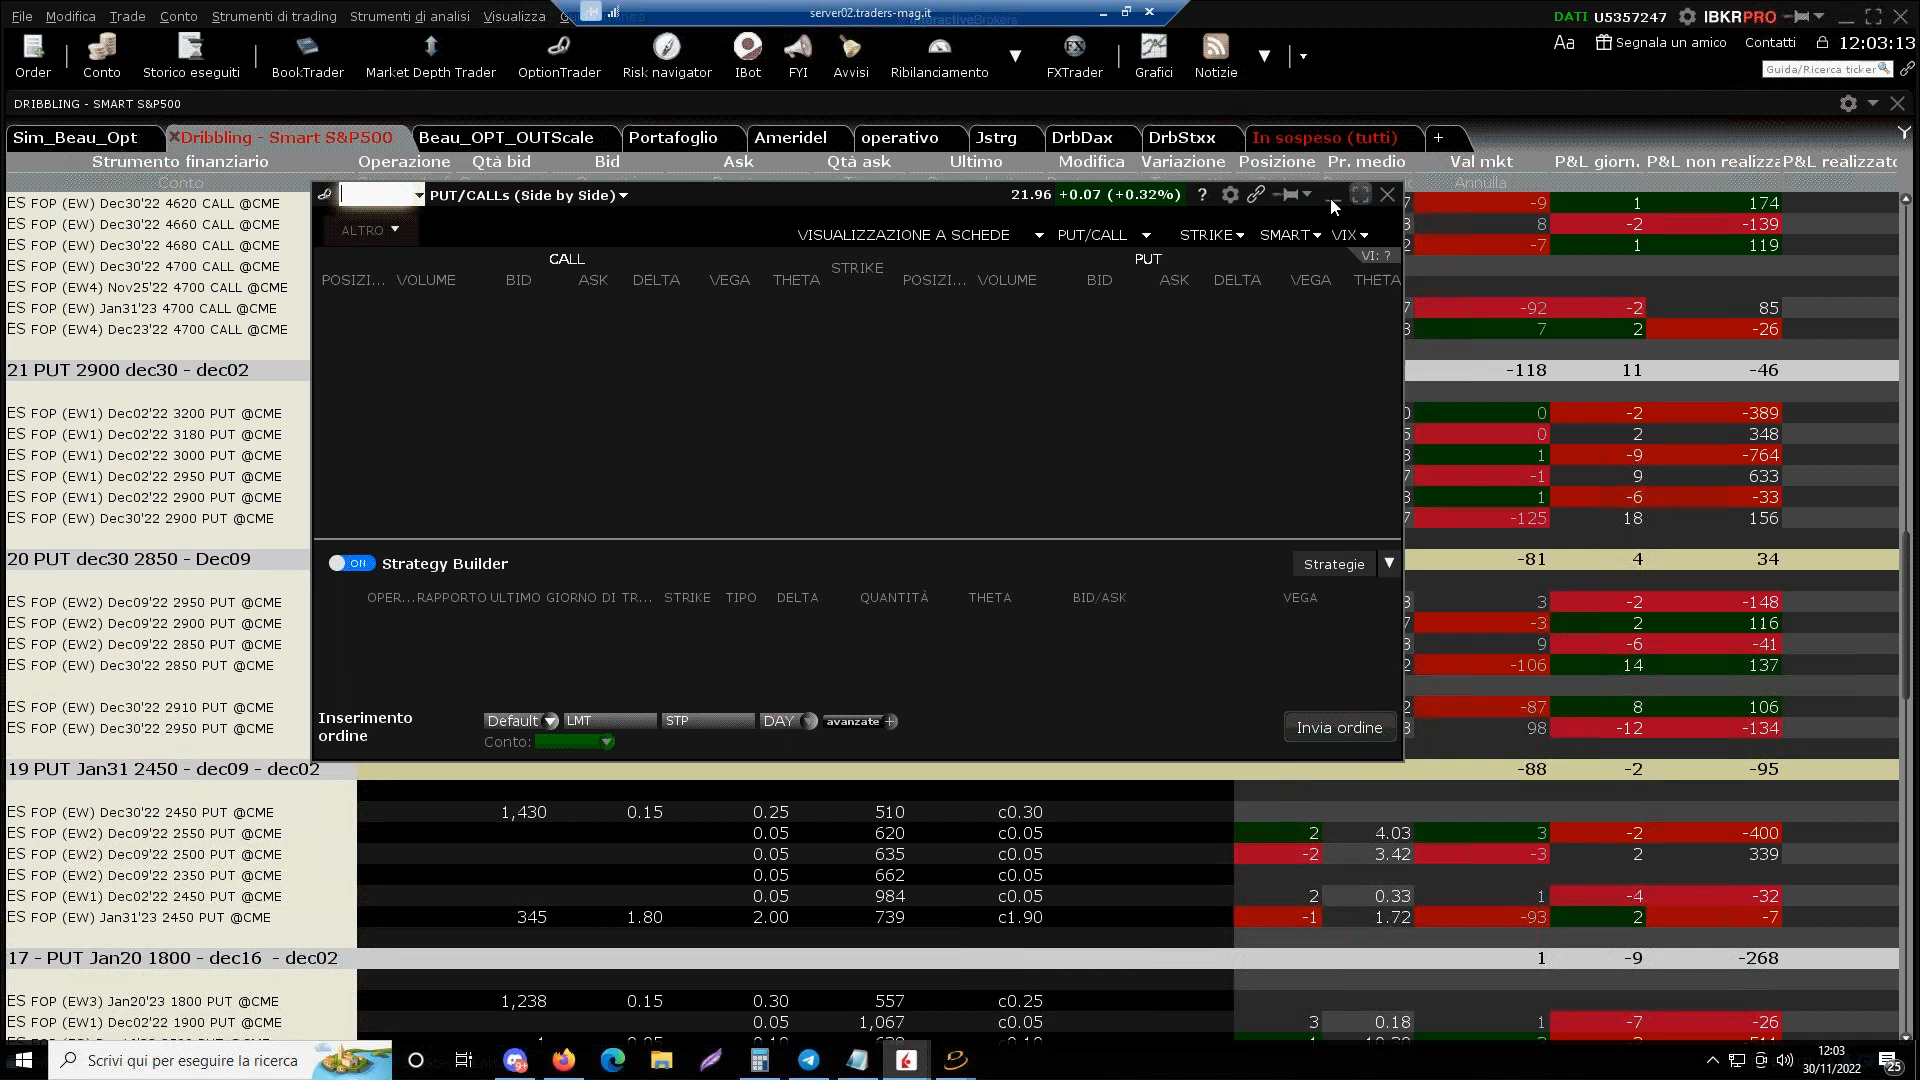 File Modifica Trade Conto Strumenti di trading Strumenti di analisi Visualizza
server02.traders-mag.it
InteractiveBrokers
DATI U5357247 IBKRPRO
Order Conto Storico eseguiti BookTrader Market Depth Trader OptionTrader Risk navigator IBot FYI Avvisi Ribilanciamento FXTrader Grafici Notizie
Aa Segnala un amico Contatti 12:03:13
Guida/Ricerca ticker
DRIBBLING - SMART S&P500
Sim_Beau_Opt Dribbling - Smart S&P500 Beau_OPT_OUTScale Portafoglio Ameridel operativo Jstrg DrbDax DrbStxx In sospeso (tutti) +
Strumento finanziario Operazione Qtà bid Bid Ask Qtà ask Ultimo Modifica Variazione Posizione Pr. medio Val mkt P&L giorn. P&L non realizza P&L realizzato
Conto Annulla
PUT/CALLs (Side by Side) 21.96 +0.07 (+0.32%) ?
ALTRO VISUALIZZAZIONE A SCHEDE PUT/CALL STRIKE SMART VIX
VI: ?
CALL STRIKE PUT
POSIZI... VOLUME BID ASK DELTA VEGA THETA POSIZI... VOLUME BID ASK DELTA VEGA THETA
ON Strategy Builder Strategie
OPER... RAPPORTO ULTIMO GIORNO DI TR... STRIKE TIPO DELTA QUANTITÀ THETA BID/ASK VEGA
Inserimento ordine Default LMT STP DAY avanzate + Invia ordine
Conto:
ES FOP (EW) Dec30'22 4620 CALL @CME 7 -9 1 174
ES FOP (EW) Dec30'22 4660 CALL @CME 3 8 -2 -139
ES FOP (EW) Dec30'22 4680 CALL @CME 2 -7 1 119
ES FOP (EW) Dec30'22 4700 CALL @CME
ES FOP (EW4) Nov25'22 4700 CALL @CME
ES FOP (EW) Jan31'23 4700 CALL @CME 7 -92 -2 85
ES FOP (EW4) Dec23'22 4700 CALL @CME 3 7 2 -26
21 PUT 2900 dec30 - dec02 -118 11 -46
ES FOP (EW1) Dec02'22 3200 PUT @CME 0 0 -2 -389
ES FOP (EW1) Dec02'22 3180 PUT @CME 5 0 2 348
ES FOP (EW1) Dec02'22 3000 PUT @CME 3 1 -9 -764
ES FOP (EW1) Dec02'22 2950 PUT @CME 7 -1 9 633
ES FOP (EW1) Dec02'22 2900 PUT @CME 3 1 -6 -33
ES FOP (EW) Dec30'22 2900 PUT @CME 7 -125 18 156
20 PUT dec30 2850 - Dec09 -81 4 34
ES FOP (EW2) Dec09'22 2950 PUT @CME 3 3 -2 -148
ES FOP (EW2) Dec09'22 2900 PUT @CME 7 -3 2 116
ES FOP (EW2) Dec09'22 2850 PUT @CME 3 9 -6 -41
ES FOP (EW) Dec30'22 2850 PUT @CME 2 -106 14 137
ES FOP (EW) Dec30'22 2910 PUT @CME 2 -87 8 106
ES FOP (EW) Dec30'22 2950 PUT @CME 3 98 -12 -134
19 PUT Jan31 2450 - dec09 - dec02 -88 -2 -95
ES FOP (EW) Dec30'22 2450 PUT @CME 1,430 0.15 0.25 510 c0.30
ES FOP (EW2) Dec09'22 2550 PUT @CME 0.05 620 c0.05 2 4.03 3 -2 -400
ES FOP (EW2) Dec09'22 2500 PUT @CME 0.05 635 c0.05 -2 3.42 -3 2 339
ES FOP (EW2) Dec09'22 2350 PUT @CME 0.05 662 c0.05
ES FOP (EW1) Dec02'22 2450 PUT @CME 0.05 984 c0.05 2 0.33 1 -4 -32
ES FOP (EW) Jan31'23 2450 PUT @CME 345 1.80 2.00 739 c1.90 -1 1.72 -93 2 -7
17 - PUT Jan20 1800 - dec16 - dec02 1 -9 -268
ES FOP (EW3) Jan20'23 1800 PUT @CME 1,238 0.15 0.30 557 c0.25
ES FOP (EW1) Dec02'22 1900 PUT @CME 0.05 1,067 c0.05 3 0.18 1 -7 -26
Scrivi qui per eseguire la ricerca
9+
12:03
30/11/2022
25